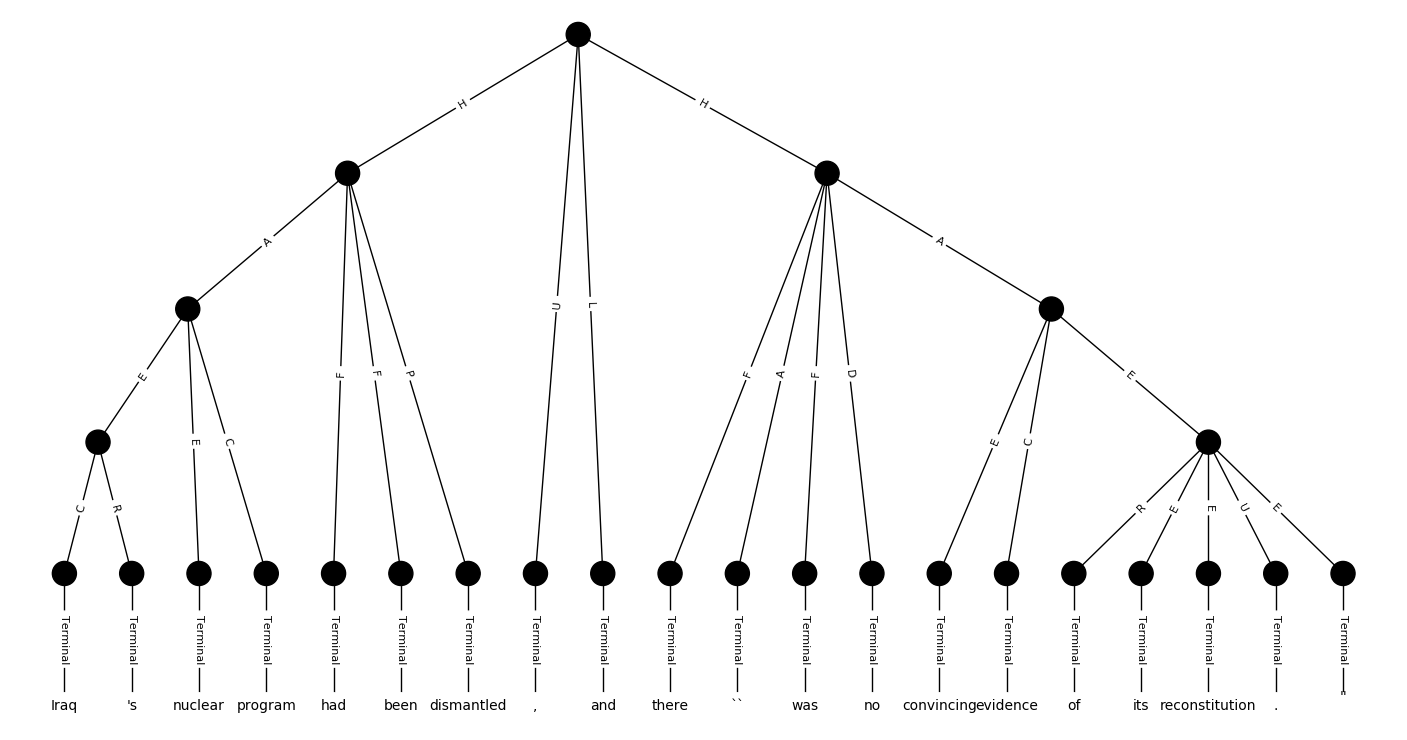 H H
A A
U L
E F F P F A F D E
E C E C
C R R E E U E
Terminal Terminal Terminal Terminal Terminal Terminal Terminal Terminal Terminal Terminal Terminal Terminal Terminal Terminal Terminal Terminal Terminal Terminal Terminal Terminal
Iraq 's nuclear program had been dismantled , and there `` was no convincing evidence of its reconstitution . "